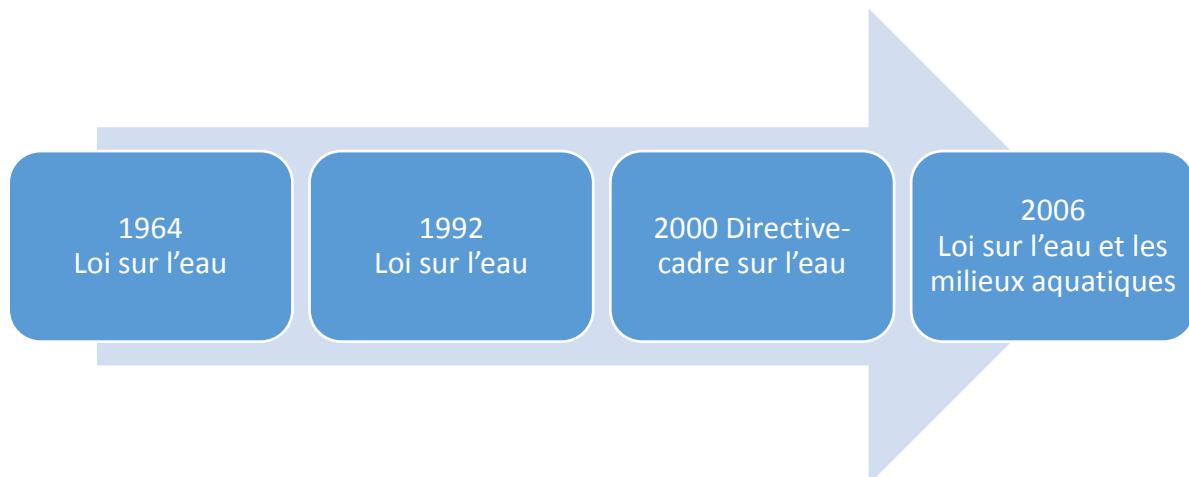 1964
Loi sur l’eau
1992
Loi sur l’eau
2000 Directive-
cadre sur l’eau
2006
Loi sur l’eau et les
milieux aquatiques